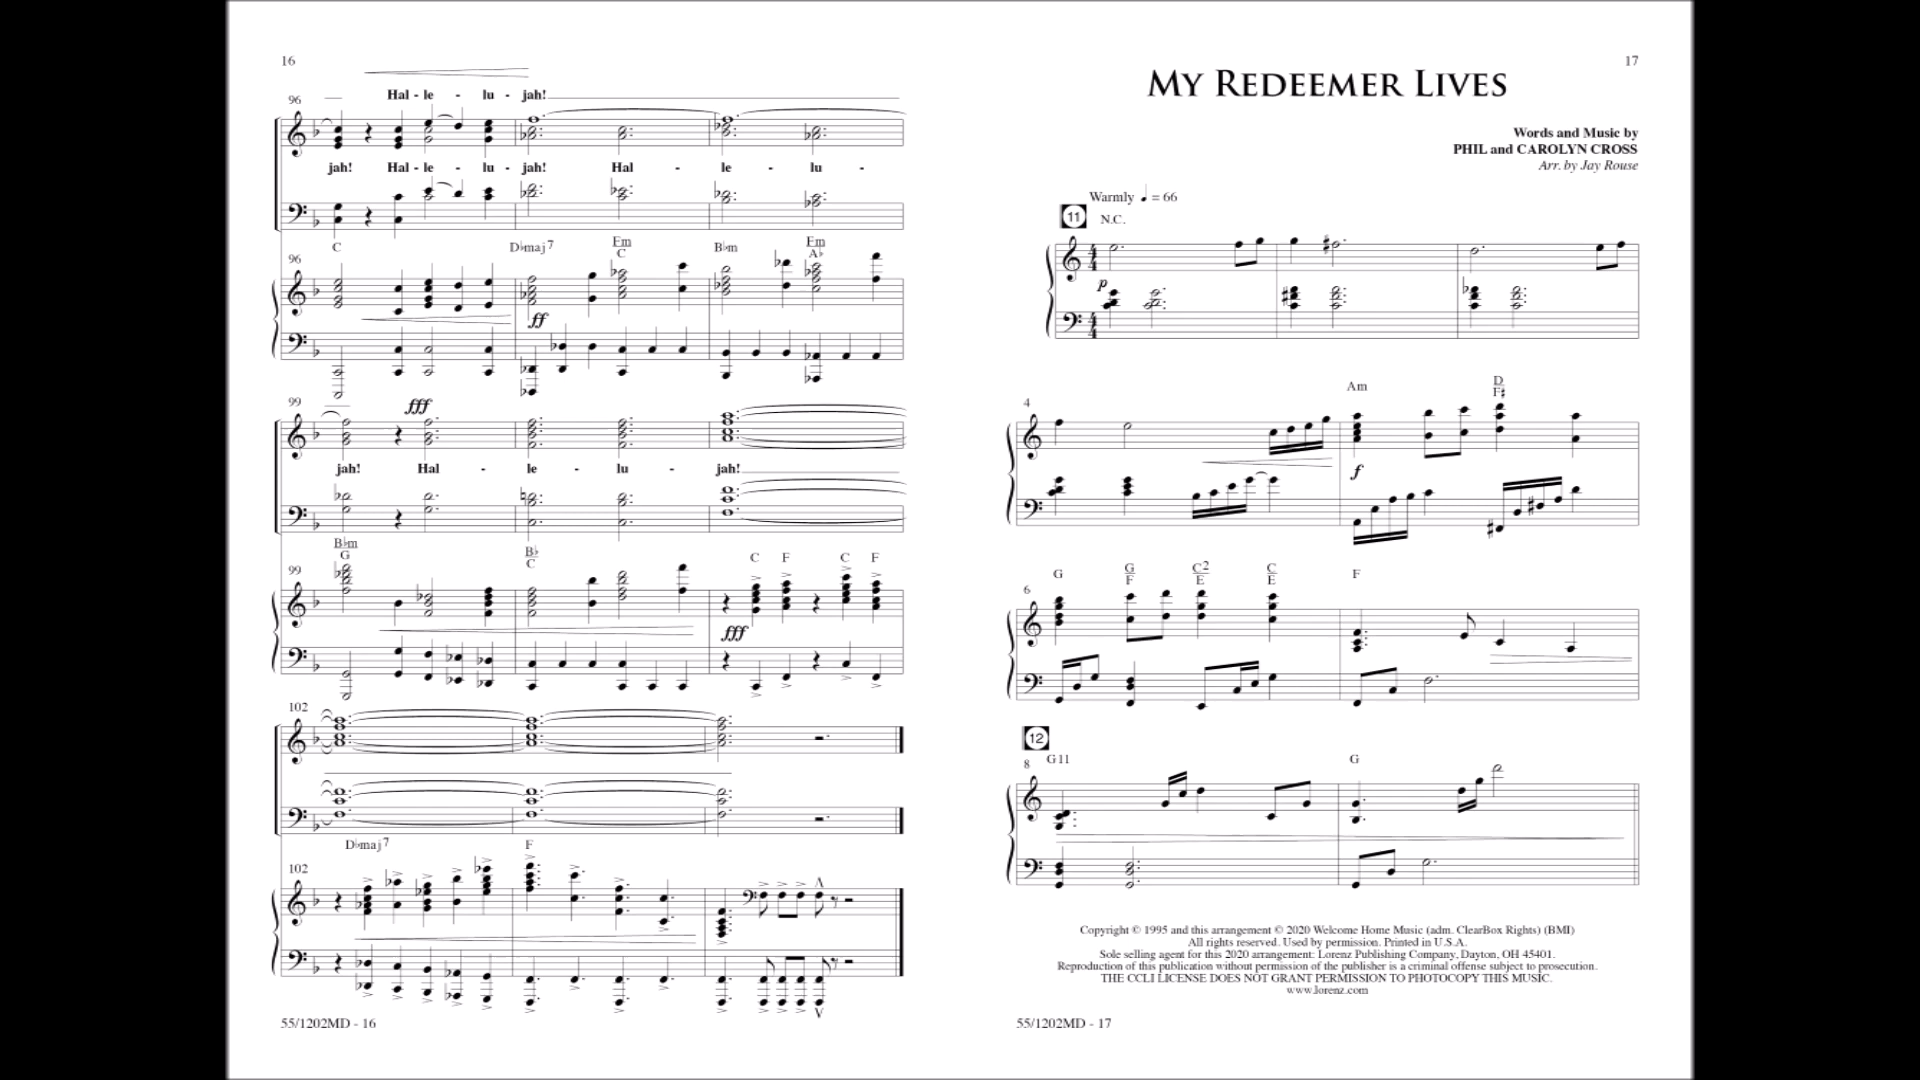 16
Hal - le - lu - jah!
96
jah! Hal - le - lu - jah! Hal - le - lu -
C D♭maj7 Fm/C B♭m Fm/A♭
96
ff
99
fff
jah! Hal - le - lu - jah!
B♭m/G B♭/C C F C F
99
fff
102
D♭maj7 F
102
55/1202MD - 16
17
MY REDEEMER LIVES
Words and Music by
PHIL and CAROLYN CROSS
Arr. by Jay Rouse
Warmly ♩ = 66
11 N.C.
p
4
Am D/F♯
f
6
G G/F C2/E C/E F
12
8 G11 G
Copyright © 1995 and this arrangement © 2020 Welcome Home Music (adm. ClearBox Rights) (BMI)
All rights reserved. Used by permission. Printed in U.S.A.
Sole selling agent for this 2020 arrangement: Lorenz Publishing Company, Dayton, OH 45401.
Reproduction of this publication without permission of the publisher is a criminal offense subject to prosecution.
THE CCLI LICENSE DOES NOT GRANT PERMISSION TO PHOTOCOPY THIS MUSIC.
www.lorenz.com
55/1202MD - 17